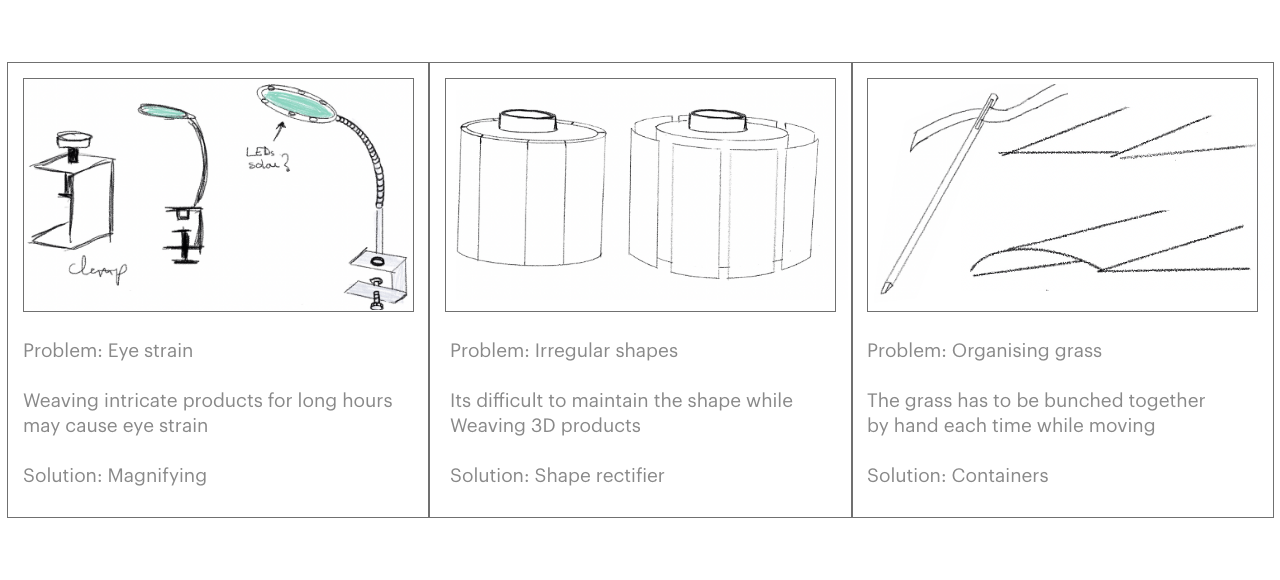 LEDs
solar?
clamp
Problem: Eye strain
Weaving intricate products for long hours
may cause eye strain
Solution: Magnifying
Problem: Irregular shapes
Its difficult to maintain the shape while
Weaving 3D products
Solution: Shape rectifier
Problem: Organising grass
The grass has to be bunched together
by hand each time while moving
Solution: Containers